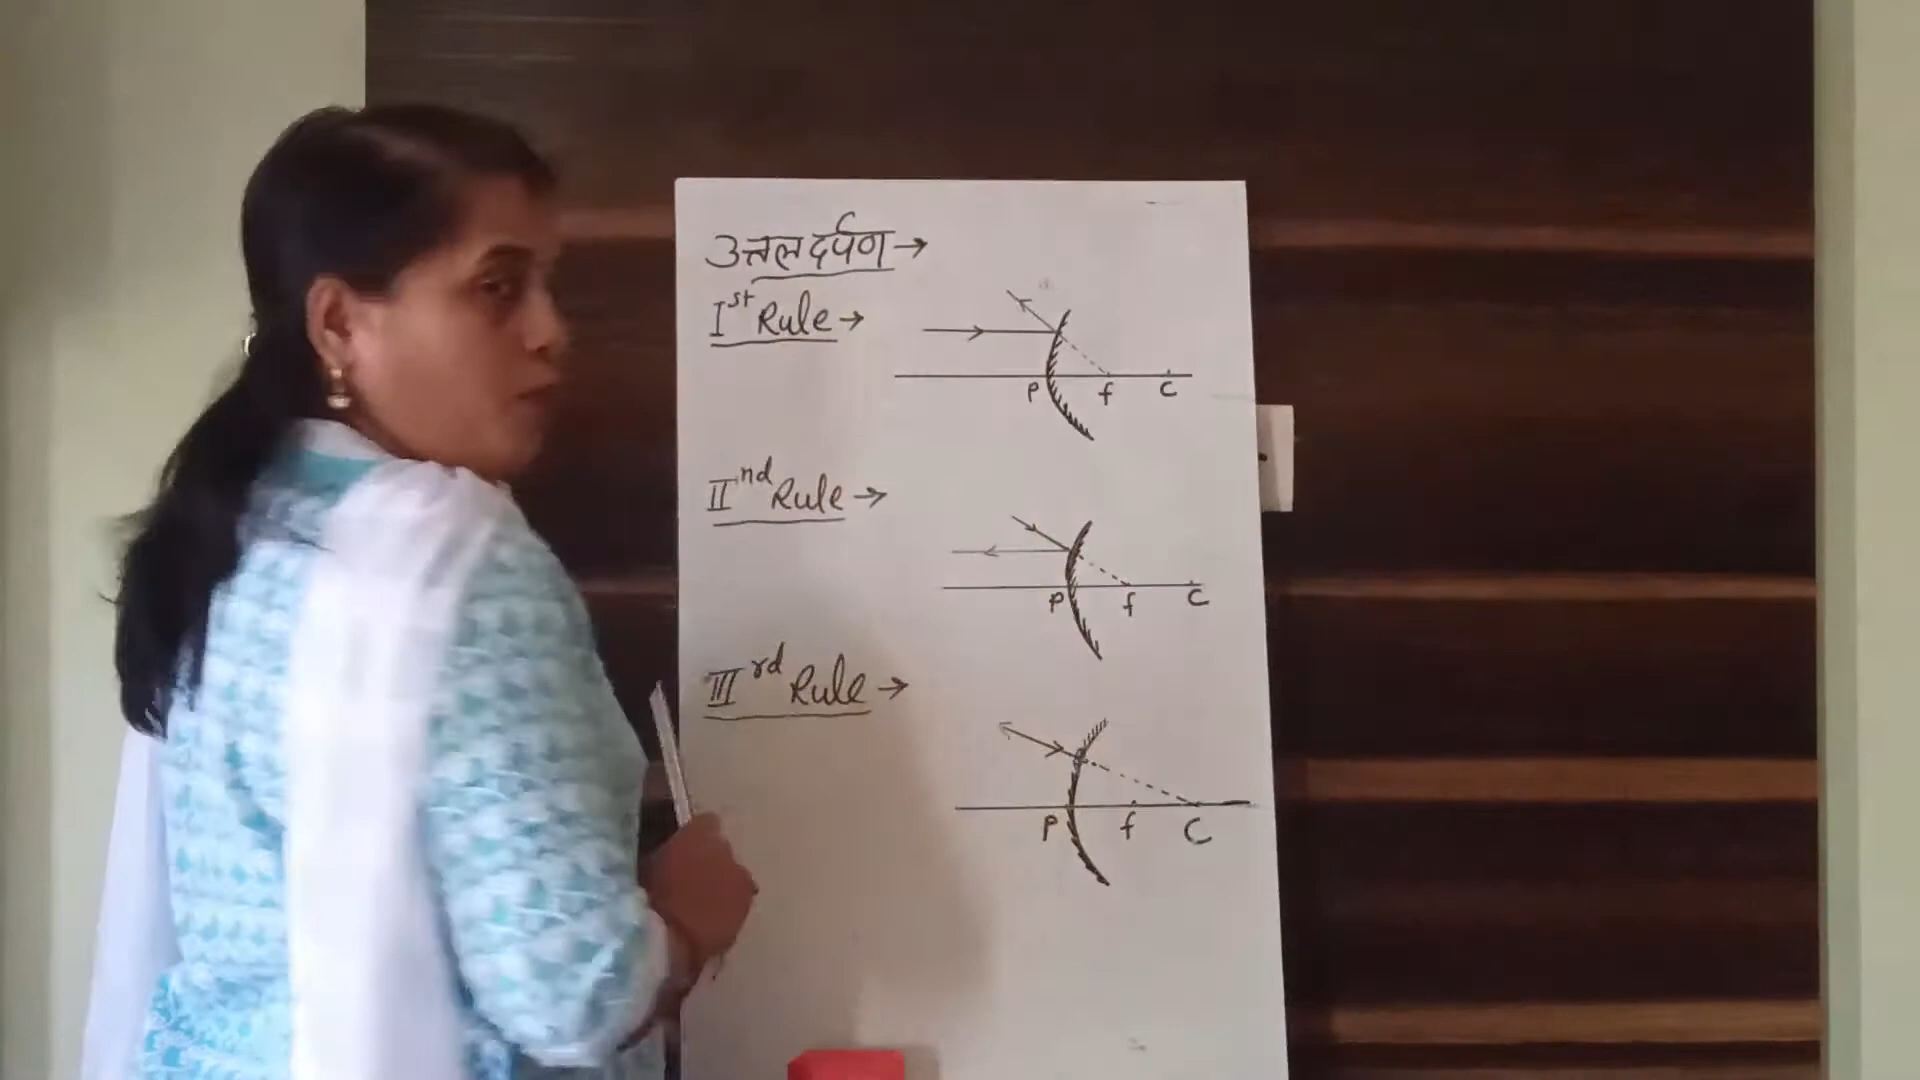 उत्तल दर्पण →
Ist Rule →
P f C
IInd Rule →
P f C
IIIrd Rule →
P f C